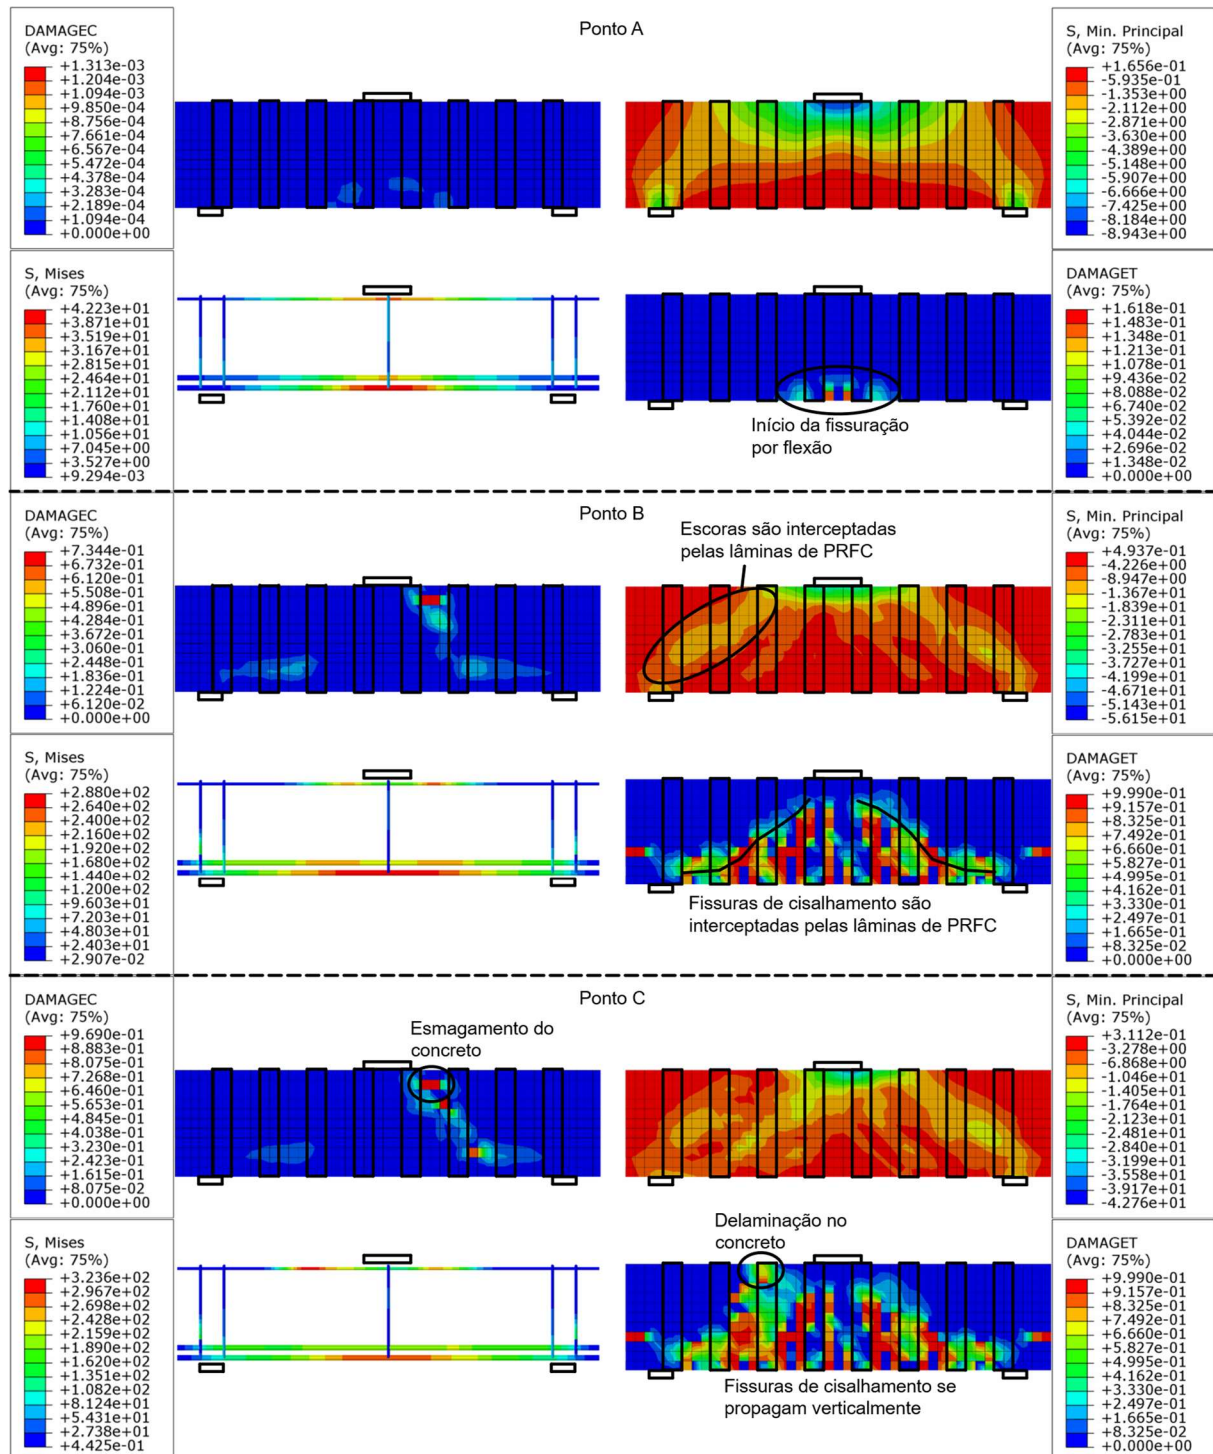 Ponto A
DAMAGEC
(Avg: 75%)
+1.313e-03
+1.204e-03
+1.094e-03
+9.850e-04
+8.756e-04
+7.661e-04
+6.567e-04
+5.472e-04
+4.378e-04
+3.283e-04
+2.189e-04
+1.094e-04
+0.000e+00
S, Min. Principal
(Avg: 75%)
+1.656e-01
-5.935e-01
-1.353e+00
-2.112e+00
-2.871e+00
-3.630e+00
-4.389e+00
-5.148e+00
-5.907e+00
-6.666e+00
-7.425e+00
-8.184e+00
-8.943e+00
S, Mises
(Avg: 75%)
+4.223e+01
+3.871e+01
+3.519e+01
+3.167e+01
+2.815e+01
+2.464e+01
+2.112e+01
+1.760e+01
+1.408e+01
+1.056e+01
+7.045e+00
+3.527e+00
+9.294e-03
Início da fissuração
por flexão
DAMAGET
(Avg: 75%)
+1.618e-01
+1.483e-01
+1.348e-01
+1.213e-01
+1.078e-01
+9.436e-02
+8.088e-02
+6.740e-02
+5.392e-02
+4.044e-02
+2.696e-02
+1.348e-02
+0.000e+00
Ponto B
DAMAGEC
(Avg: 75%)
+7.344e-01
+6.732e-01
+6.120e-01
+5.508e-01
+4.896e-01
+4.284e-01
+3.672e-01
+3.060e-01
+2.448e-01
+1.836e-01
+1.224e-01
+6.120e-02
+0.000e+00
Escoras são interceptadas
pelas lâminas de PRFC
S, Min. Principal
(Avg: 75%)
+4.937e-01
-4.226e+00
-8.947e+00
-1.367e+01
-1.839e+01
-2.311e+01
-2.783e+01
-3.255e+01
-3.727e+01
-4.199e+01
-4.671e+01
-5.143e+01
-5.615e+01
S, Mises
(Avg: 75%)
+2.880e+02
+2.640e+02
+2.400e+02
+2.160e+02
+1.920e+02
+1.680e+02
+1.440e+02
+1.200e+02
+9.603e+01
+7.203e+01
+4.803e+01
+2.403e+01
+2.907e-02
Fissuras de cisalhamento são
interceptadas pelas lâminas de PRFC
DAMAGET
(Avg: 75%)
+9.990e-01
+9.157e-01
+8.325e-01
+7.492e-01
+6.660e-01
+5.827e-01
+4.995e-01
+4.162e-01
+3.330e-01
+2.497e-01
+1.665e-01
+8.325e-02
+0.000e+00
Ponto C
DAMAGEC
(Avg: 75%)
+9.690e-01
+8.883e-01
+8.075e-01
+7.268e-01
+6.460e-01
+5.653e-01
+4.845e-01
+4.038e-01
+3.230e-01
+2.423e-01
+1.615e-01
+8.075e-02
+0.000e+00
Esmagamento do
concreto
S, Min. Principal
(Avg: 75%)
+3.112e-01
-3.278e+00
-6.868e+00
-1.046e+01
-1.405e+01
-1.764e+01
-2.123e+01
-2.481e+01
-2.840e+01
-3.199e+01
-3.558e+01
-3.917e+01
-4.276e+01
S, Mises
(Avg: 75%)
+3.236e+02
+2.967e+02
+2.698e+02
+2.428e+02
+2.159e+02
+1.890e+02
+1.620e+02
+1.351e+02
+1.082e+02
+8.124e+01
+5.431e+01
+2.738e+01
+4.425e-01
Delaminação no
concreto
Fissuras de cisalhamento se
propagam verticalmente
DAMAGET
(Avg: 75%)
+9.990e-01
+9.157e-01
+8.325e-01
+7.492e-01
+6.660e-01
+5.827e-01
+4.995e-01
+4.162e-01
+3.330e-01
+2.497e-01
+1.665e-01
+8.325e-02
+0.000e+00